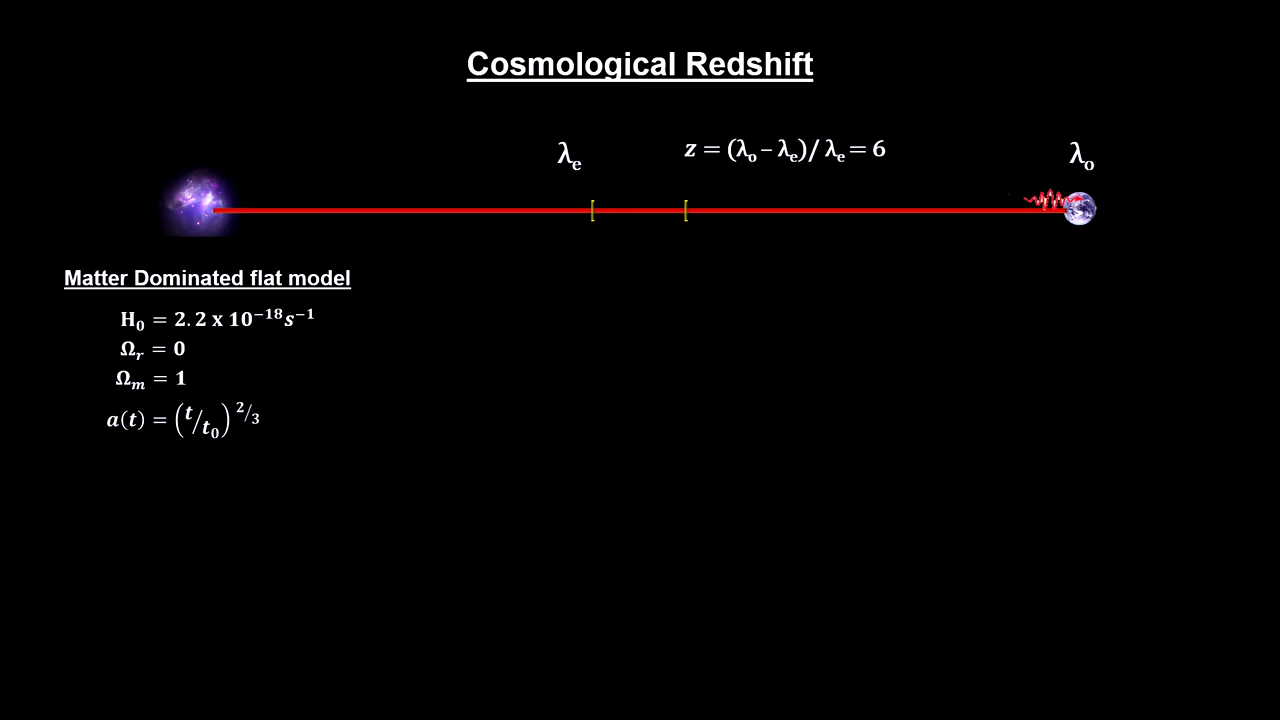 Cosmological Redshift
λₑ z = (λₒ – λₑ)/ λₑ = 6 λₒ
Matter Dominated flat model
H₀ = 2.2 x 10⁻¹⁸s⁻¹
Ωᵣ = 0
Ωₘ = 1
a(t) = (t/t₀)^2/3